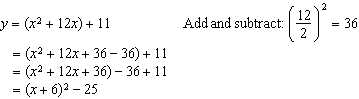 y = (x² + 12x) + 11 Add and subtract: (12/2)² = 36
= (x² + 12x + 36 − 36) + 11
= (x² + 12x + 36) − 36 + 11
= (x + 6)² − 25